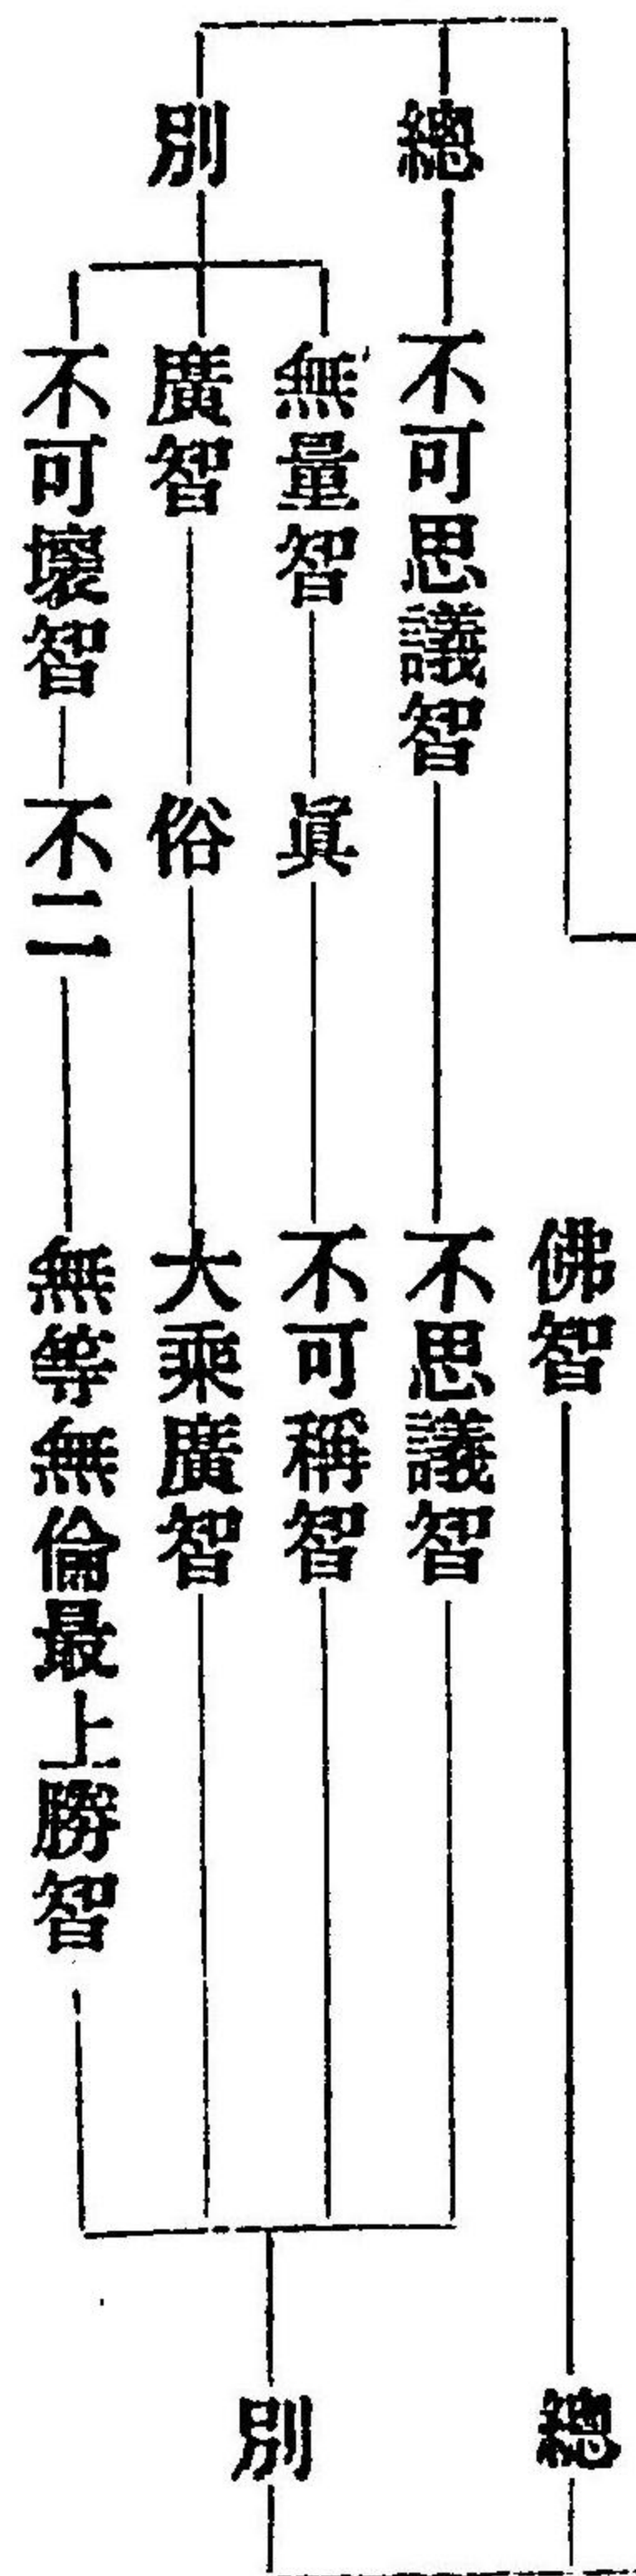 佛智 總
總 不可思議智 不思議智
無量智 眞 不可稱智
別 廣智 俗 大乘廣智 別
不可壞智 不二 無等無倫最上勝智